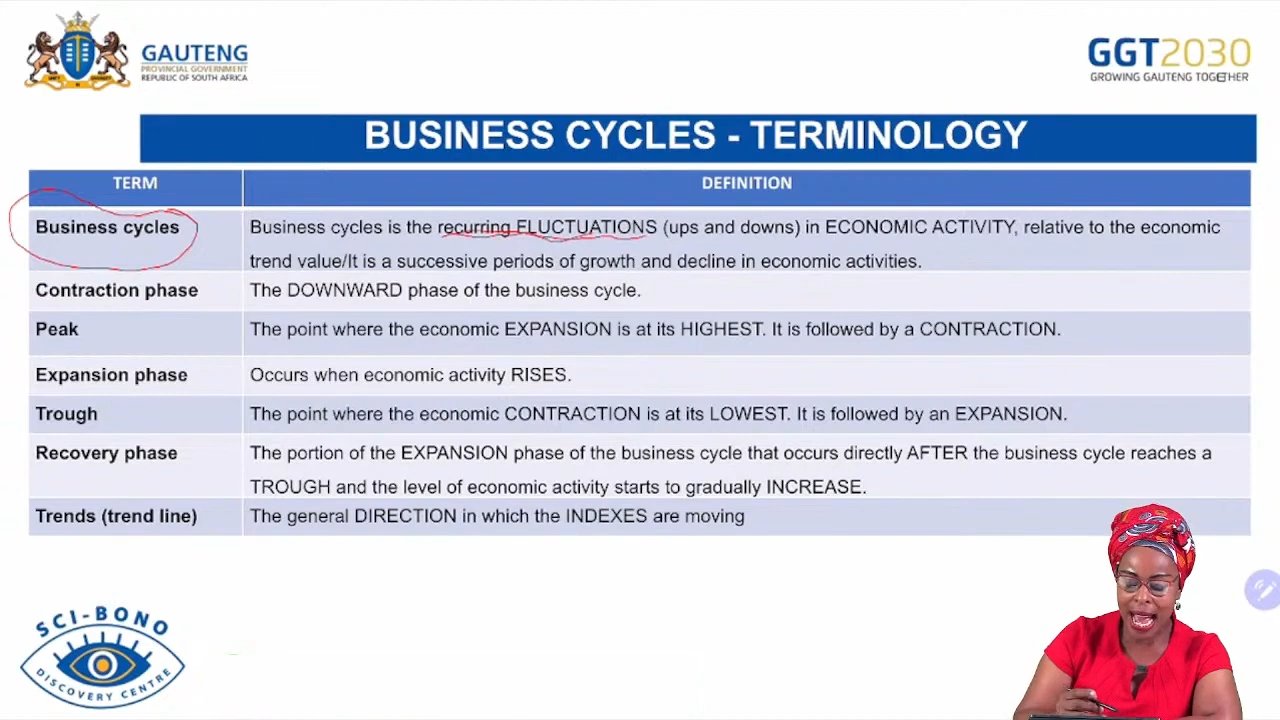 GAUTENG
PROVINCIAL GOVERNMENT
REPUBLIC OF SOUTH AFRICA
GGT2030
GROWING GAUTENG TOGETHER
BUSINESS CYCLES - TERMINOLOGY
TERM DEFINITION
Business cycles Business cycles is the recurring FLUCTUATIONS (ups and downs) in ECONOMIC ACTIVITY, relative to the economic
trend value/It is a successive periods of growth and decline in economic activities.
Contraction phase The DOWNWARD phase of the business cycle.
Peak The point where the economic EXPANSION is at its HIGHEST. It is followed by a CONTRACTION.
Expansion phase Occurs when economic activity RISES.
Trough The point where the economic CONTRACTION is at its LOWEST. It is followed by an EXPANSION.
Recovery phase The portion of the EXPANSION phase of the business cycle that occurs directly AFTER the business cycle reaches a
TROUGH and the level of economic activity starts to gradually INCREASE.
Trends (trend line) The general DIRECTION in which the INDEXES are moving
SCI-BONO
DISCOVERY CENTRE